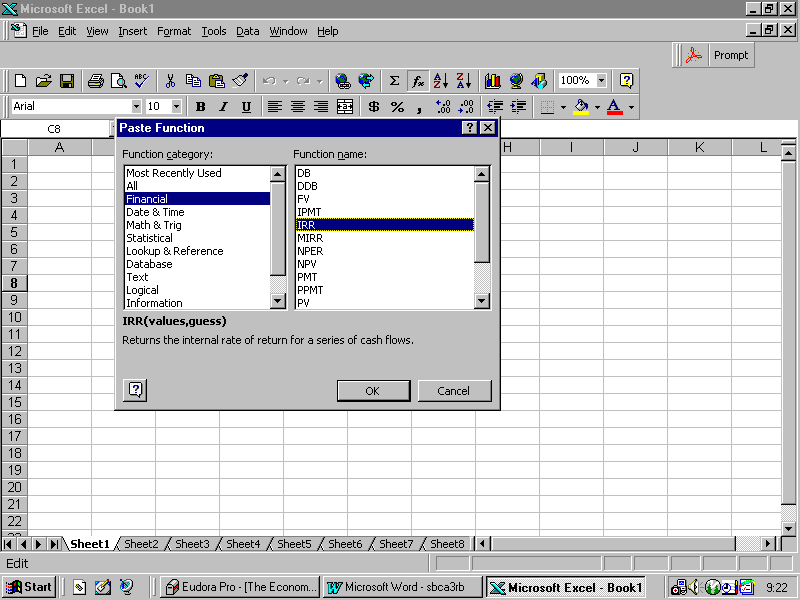 Microsoft Excel - Book1
File Edit View Insert Format Tools Data Window Help
Prompt
100%
Arial 10 B I U $ % ,
C8
Paste Function
Function category: Function name:
Most Recently Used
All
Financial
Date & Time
Math & Trig
Statistical
Lookup & Reference
Database
Text
Logical
Information
DB
DDB
FV
IPMT
IRR
MIRR
NPER
NPV
PMT
PPMT
PV
IRR(values,guess)
Returns the internal rate of return for a series of cash flows.
OK Cancel
A H I J K L
1
2
3
4
5
6
7
8
9
10
11
12
13
14
15
16
17
18
19
20
21
22
Sheet1 Sheet2 Sheet3 Sheet4 Sheet5 Sheet6 Sheet7 Sheet8
Edit
Start Eudora Pro - [The Econom... Microsoft Word - sbca3rb Microsoft Excel - Book1 9:22